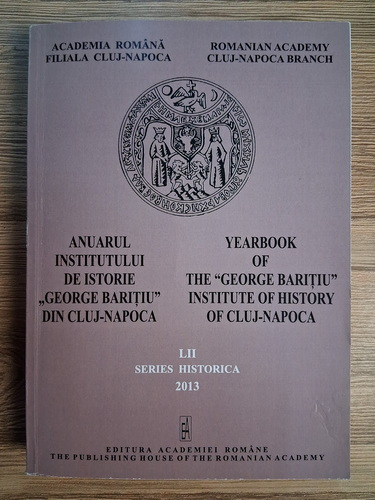 ACADEMIA ROMÂNĂ
FILIALA CLUJ-NAPOCA
ROMANIAN ACADEMY
CLUJ-NAPOCA BRANCH
ANUARUL
INSTITUTULUI
DE ISTORIE
„GEORGE BARIŢIU”
DIN CLUJ-NAPOCA
YEARBOOK
OF
THE “GEORGE BARIŢIU”
INSTITUTE OF HISTORY
OF CLUJ-NAPOCA
LII
SERIES HISTORICA
2013
EDITURA ACADEMIEI ROMÂNE
THE PUBLISHING HOUSE OF THE ROMANIAN ACADEMY